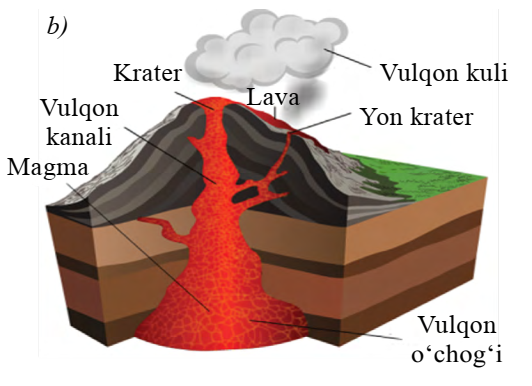 b)
Krater
Vulqon kuli
Lava
Vulqon
kanali
Yon krater
Magma
Vulqon
o‘chog‘i